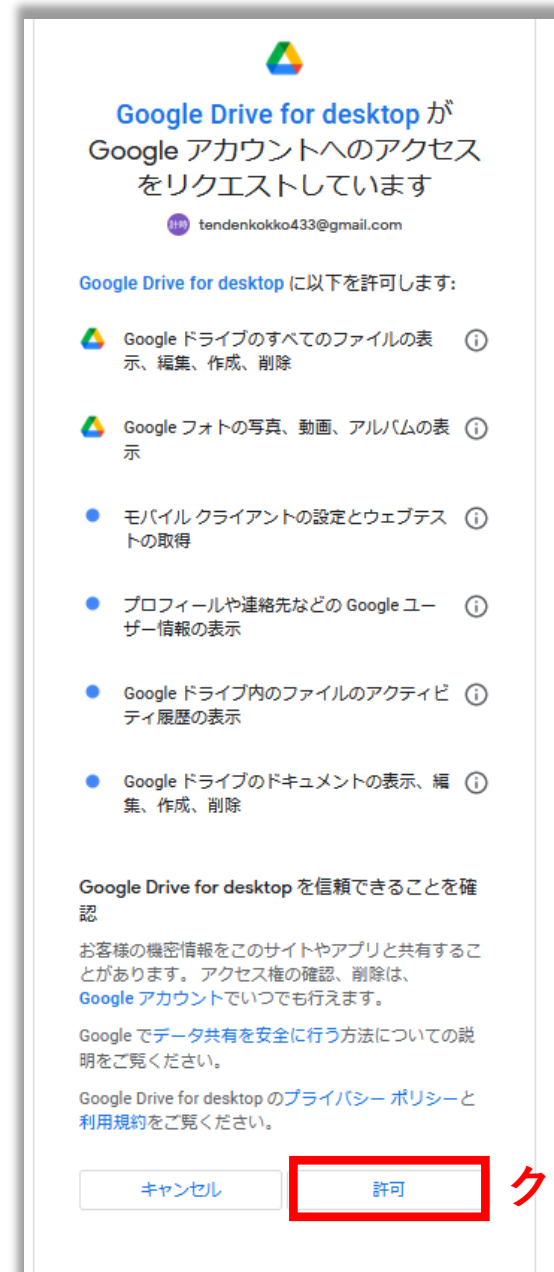 Google Drive for desktop が
Google アカウントへのアクセス
をリクエストしています
計時 tendenkokko433@gmail.com
Google Drive for desktop に以下を許可します:
Google ドライブのすべてのファイルの表
示、編集、作成、削除
Google フォトの写真、動画、アルバムの表
示
モバイル クライアントの設定とウェブテス
トの取得
プロフィールや連絡先などの Google ユー
ザー情報の表示
Google ドライブ内のファイルのアクティビ
ティ履歴の表示
Google ドライブのドキュメントの表示、編
集、作成、削除
Google Drive for desktop を信頼できることを確
認
お客様の機密情報をこのサイトやアプリと共有するこ
とがあります。 アクセス権の確認、削除は、
Google アカウントでいつでも行えます。
Google でデータ共有を安全に行う方法についての説
明をご覧ください。
Google Drive for desktop のプライバシー ポリシーと
利用規約をご覧ください。
キャンセル 許可 ク